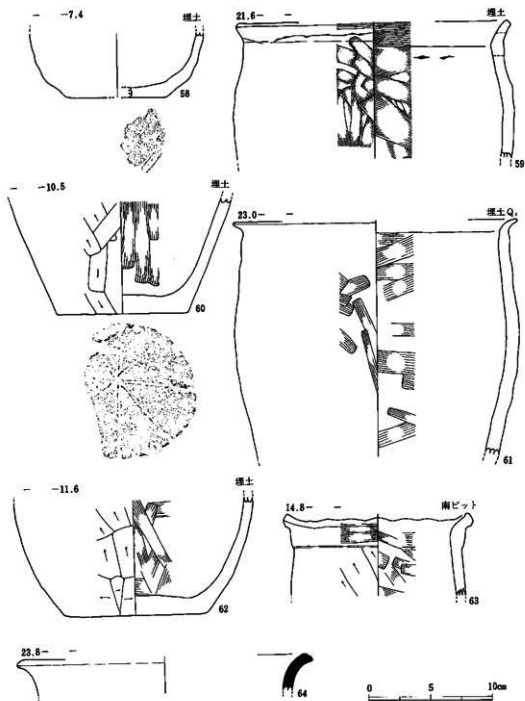 - -7.4 埋土
58
21.6- - 埋土
59
- -10.5 埋土
60
23.0- - 埋土Q₄
61
- -11.6 埋土
62
14.8- - 南ピット
63
23.8- -
64
0 5 10cm